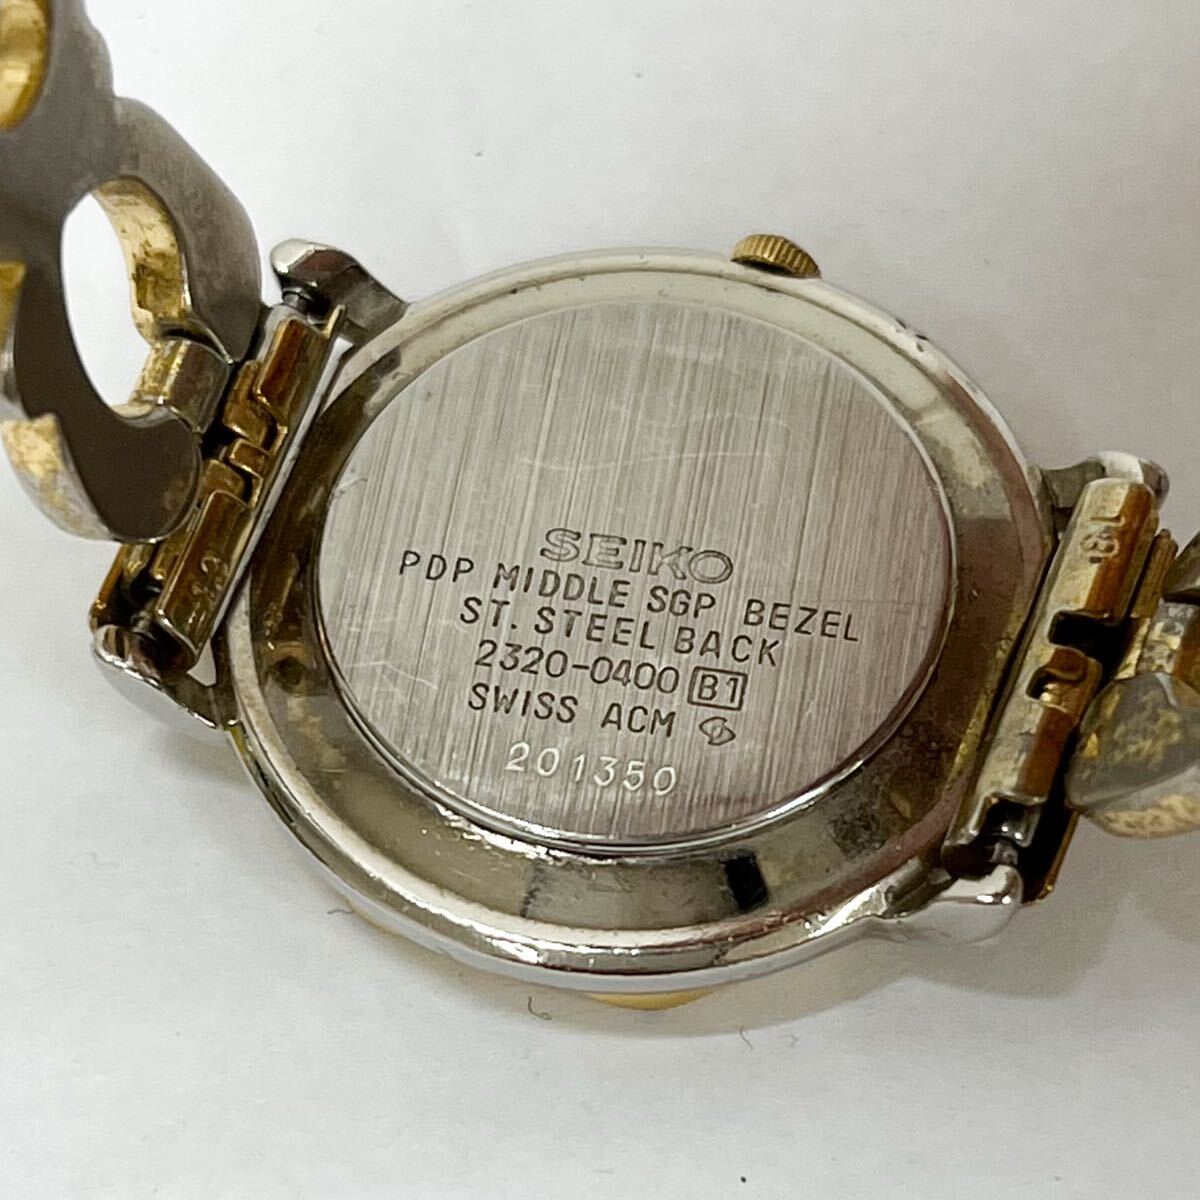 SEIKO
PDP MIDDLE SGP BEZEL
ST. STEEL BACK
2320-0400 B1
SWISS ACM
201350